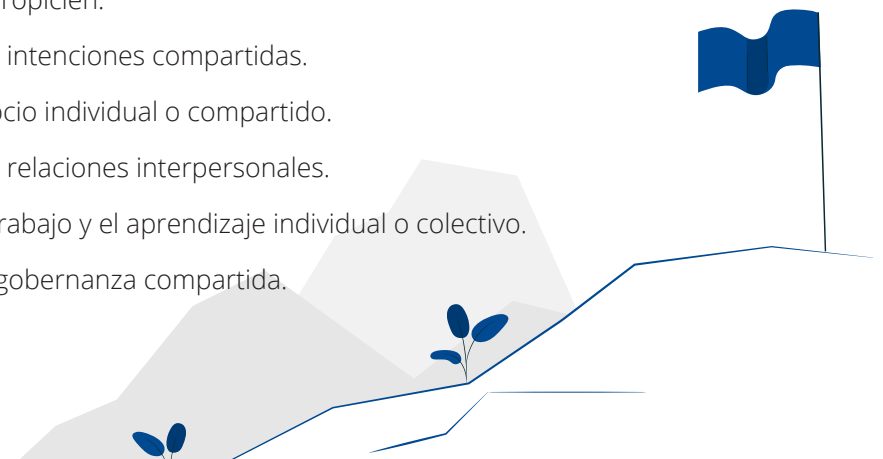 intenciones compartidas.
individual o compartido.
relaciones interpersonales.
y el aprendizaje individual o colectivo.
gobernanza compartida.